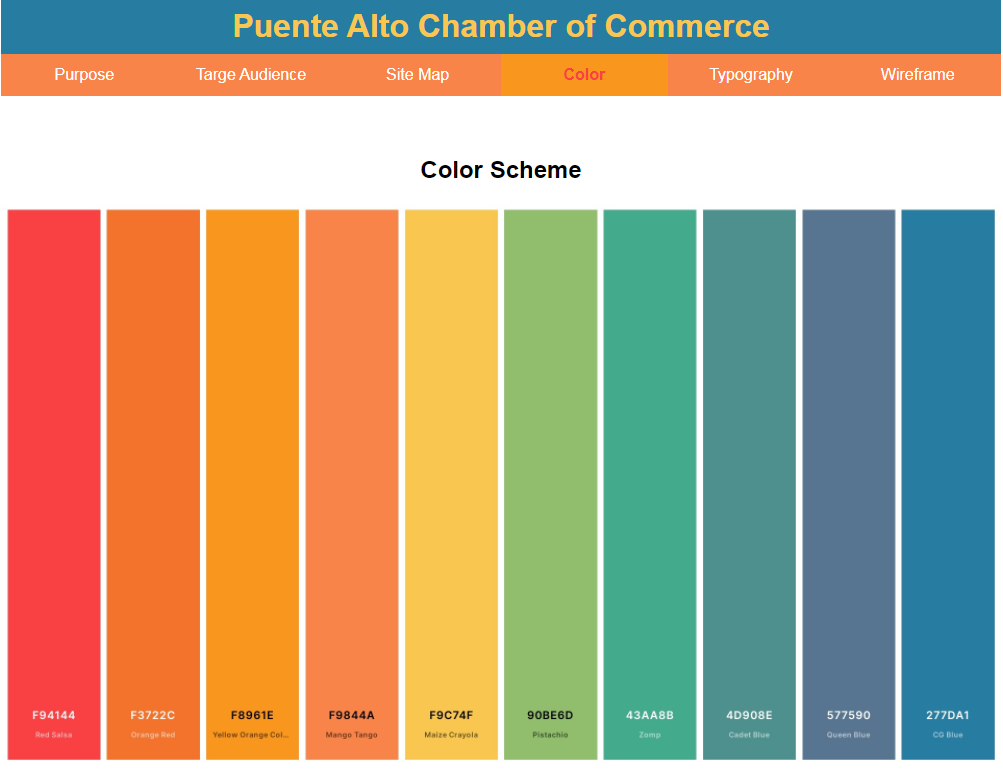 Puente Alto Chamber of Commerce
Purpose Targe Audience Site Map Color Typography Wireframe
Color Scheme
F94144 F3722C F8961E F9844A F9C74F 90BE6D 43AA8B 4D908E 577590 277DA1
Red Salsa Orange Red Yellow Orange Col... Mango Tango Maize Crayola Pistachio Zomp Cadet Blue Queen Blue CG Blue